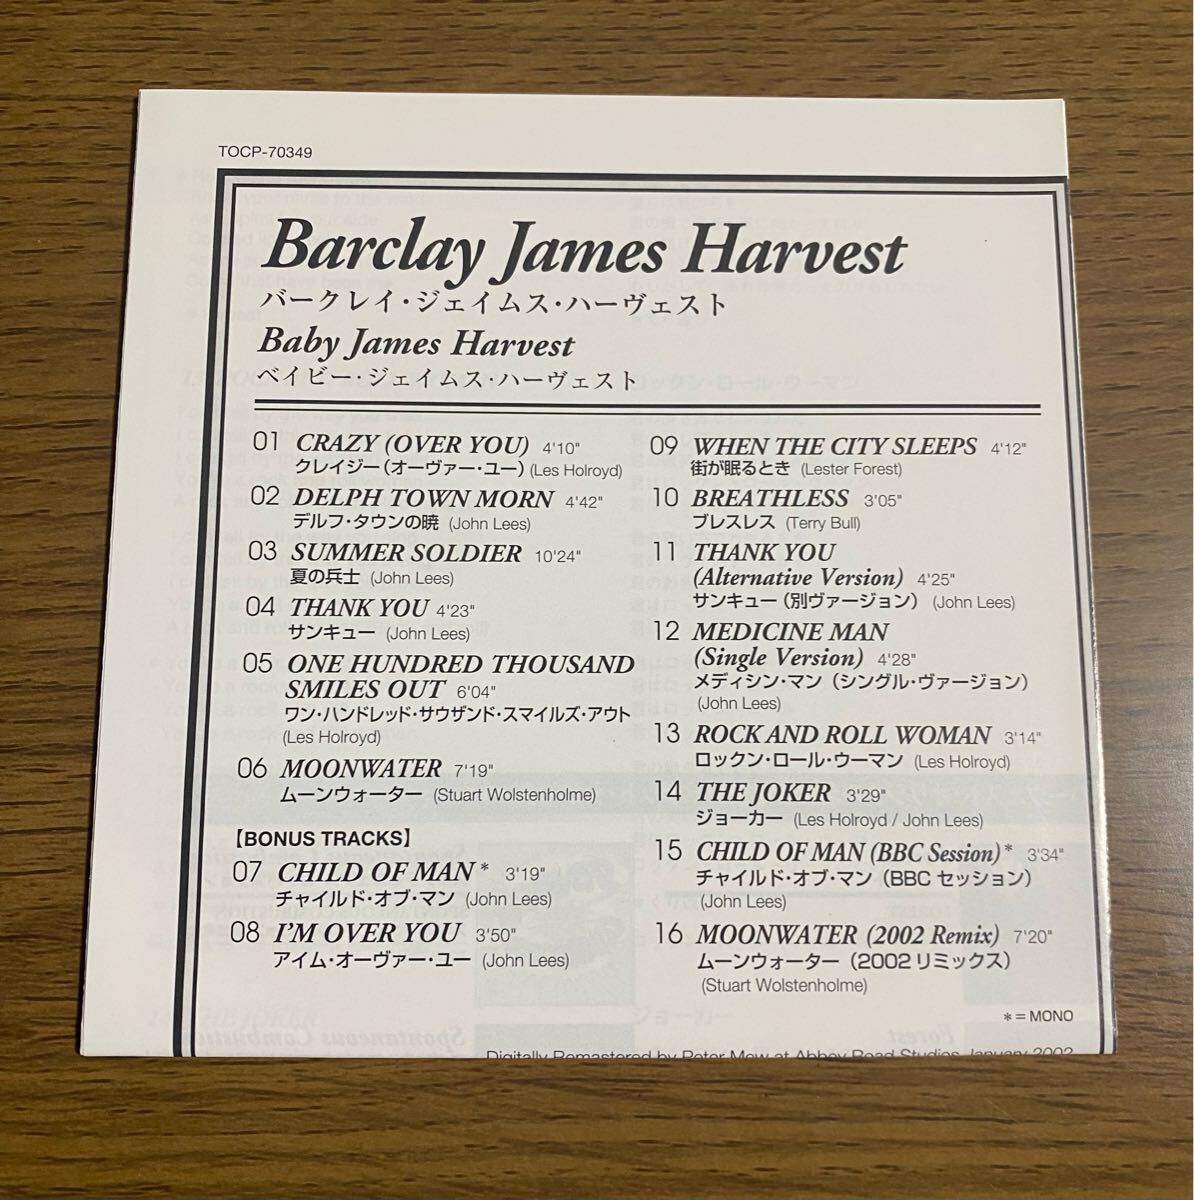 TOCP-70349
Barclay James Harvest
バークレイ・ジェイムス・ハーヴェスト
Baby James Harvest
ベイビー・ジェイムス・ハーヴェスト
01 CRAZY (OVER YOU) 4'10"
クレイジー(オーヴァー・ユー) (Les Holroyd)
02 DELPH TOWN MORN 4'42"
デルフ・タウンの暁 (John Lees)
03 SUMMER SOLDIER 10'24"
夏の兵士 (John Lees)
04 THANK YOU 4'23"
サンキュー (John Lees)
05 ONE HUNDRED THOUSAND
SMILES OUT 6'04"
ワン・ハンドレッド・サウザンド・スマイルズ・アウト
(Les Holroyd)
06 MOONWATER 7'19"
ムーンウォーター (Stuart Wolstenholme)
【BONUS TRACKS】
07 CHILD OF MAN* 3'19"
チャイルド・オブ・マン (John Lees)
08 I'M OVER YOU 3'50"
アイム・オーヴァー・ユー (John Lees)
09 WHEN THE CITY SLEEPS 4'12"
街が眠るとき (Lester Forest)
10 BREATHLESS 3'05"
ブレスレス (Terry Bull)
11 THANK YOU
(Alternative Version) 4'25"
サンキュー(別ヴァージョン) (John Lees)
12 MEDICINE MAN
(Single Version) 4'28"
メディシン・マン(シングル・ヴァージョン)
(John Lees)
13 ROCK AND ROLL WOMAN 3'14"
ロックン・ロール・ウーマン (Les Holroyd)
14 THE JOKER 3'29"
ジョーカー (Les Holroyd / John Lees)
15 CHILD OF MAN (BBC Session)* 3'34"
チャイルド・オブ・マン(BBC セッション)
(John Lees)
16 MOONWATER (2002 Remix) 7'20"
ムーンウォーター(2002リミックス)
(Stuart Wolstenholme)
*=MONO
Digitally Remastered by Peter Mew at Abbey Road Studios, January 2002